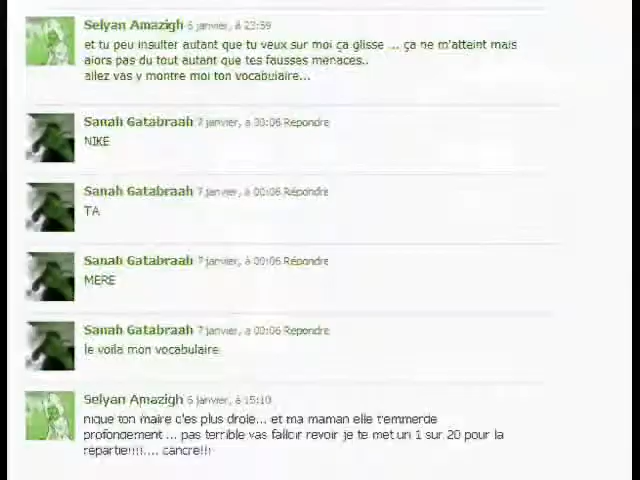 Selyan Amazigh 6 janvier, à 23:59
et tu peu insulter autant que tu veux sur moi ça glisse ... ça ne m'atteint mais
alors pas du tout autant que tes fausses menaces..
allez vas y montre moi ton vocabulaire...
Sanah Gatabraah 7 janvier, à 00:06 Répondre
NIKE
Sanah Gatabraah 7 janvier, à 00:06 Répondre
TA
Sanah Gatabraah 7 janvier, à 00:06 Répondre
MERE
Sanah Gatabraah 7 janvier, à 00:06 Répondre
le voila mon vocabulaire
Selyan Amazigh 6 janvier, à 15:10
nique ton maire c'es plus drole... et ma maman elle t'emmerde
profondement ... pas terrible vas falloir revoir je te met un 1 sur 20 pour la
repartie!!!!.... cancre!!!